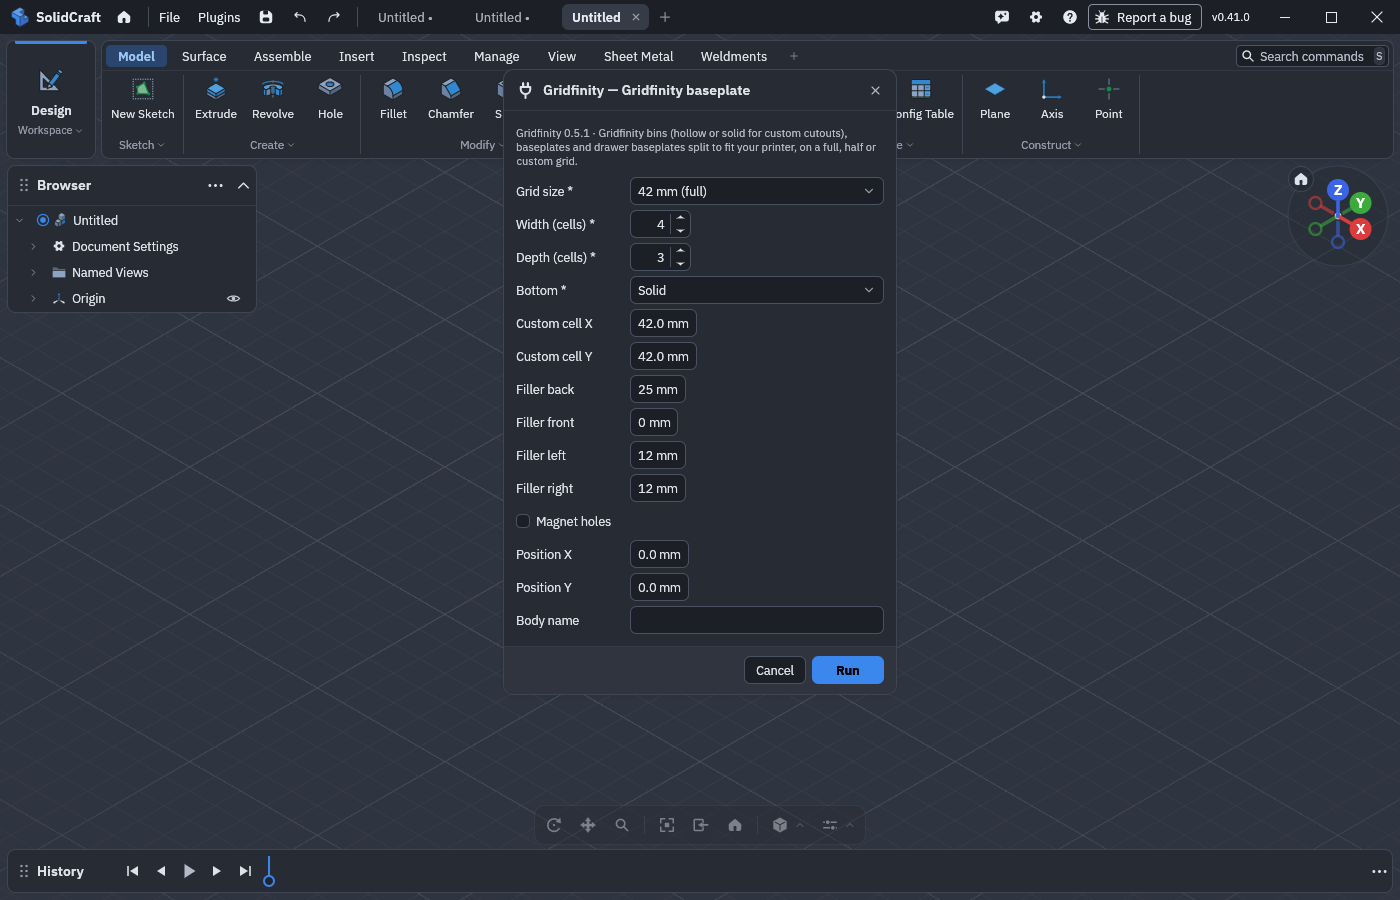 SolidCraft
File
Plugins
Untitled •
Untitled •
Untitled
Report a bug
v0.41.0
Design
Workspace
Model
Surface
Assemble
Insert
Inspect
Manage
View
Sheet Metal
Weldments
Search commands
S
New Sketch
Extrude
Revolve
Hole
Fillet
Chamfer
Table
Plane
Axis
Point
Sketch
Create
Modify
Construct
Gridfinity — Gridfinity baseplate
Gridfinity 0.5.1 · Gridfinity bins (hollow or solid for custom cutouts),
baseplates and drawer baseplates split to fit your printer, on a full, half or
custom grid.
Grid size *
42 mm (full)
Width (cells) *
4
Depth (cells) *
3
Bottom *
Solid
Custom cell X
42.0 mm
Custom cell Y
42.0 mm
Filler back
25 mm
Filler front
0 mm
Filler left
12 mm
Filler right
12 mm
Magnet holes
Position X
0.0 mm
Position Y
0.0 mm
Body name
Cancel
Run
Browser
Untitled
Document Settings
Named Views
Origin
Z
Y
X
History